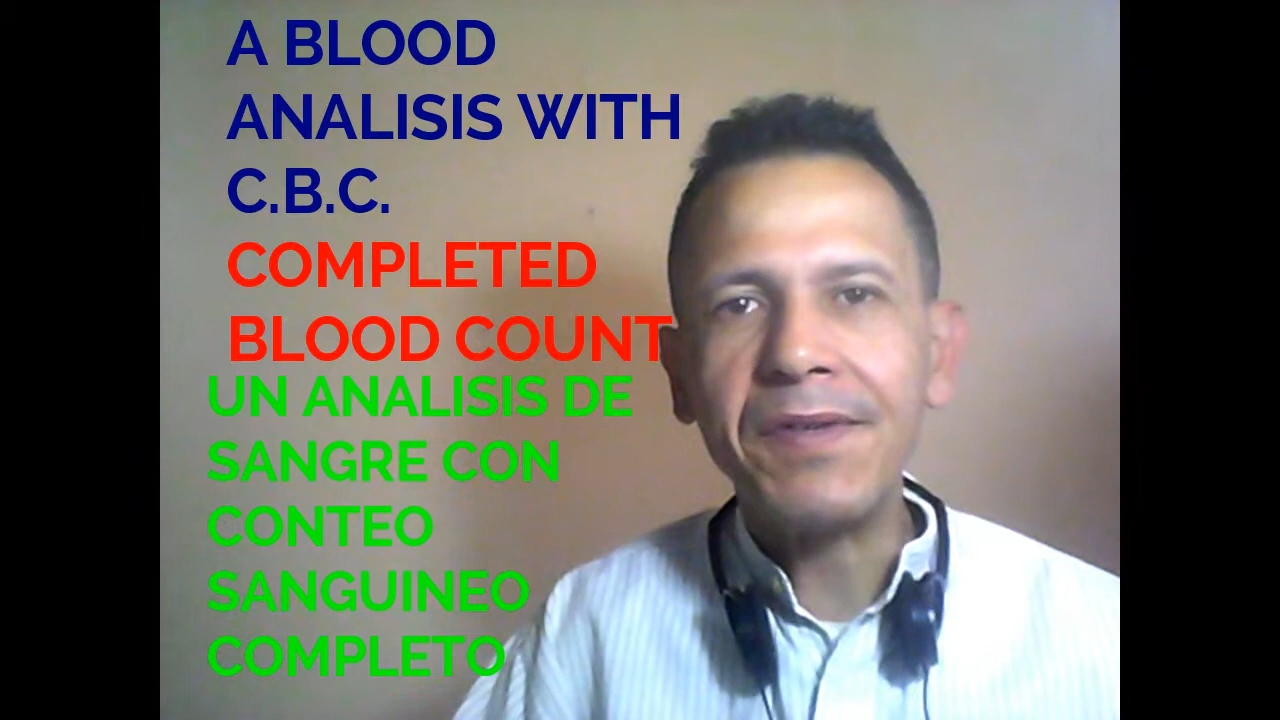 A BLOOD
ANALISIS WITH
C.B.C.
COMPLETED
BLOOD COUNT
UN ANALISIS DE
SANGRE CON
CONTEO
SANGUINEO
COMPLETO